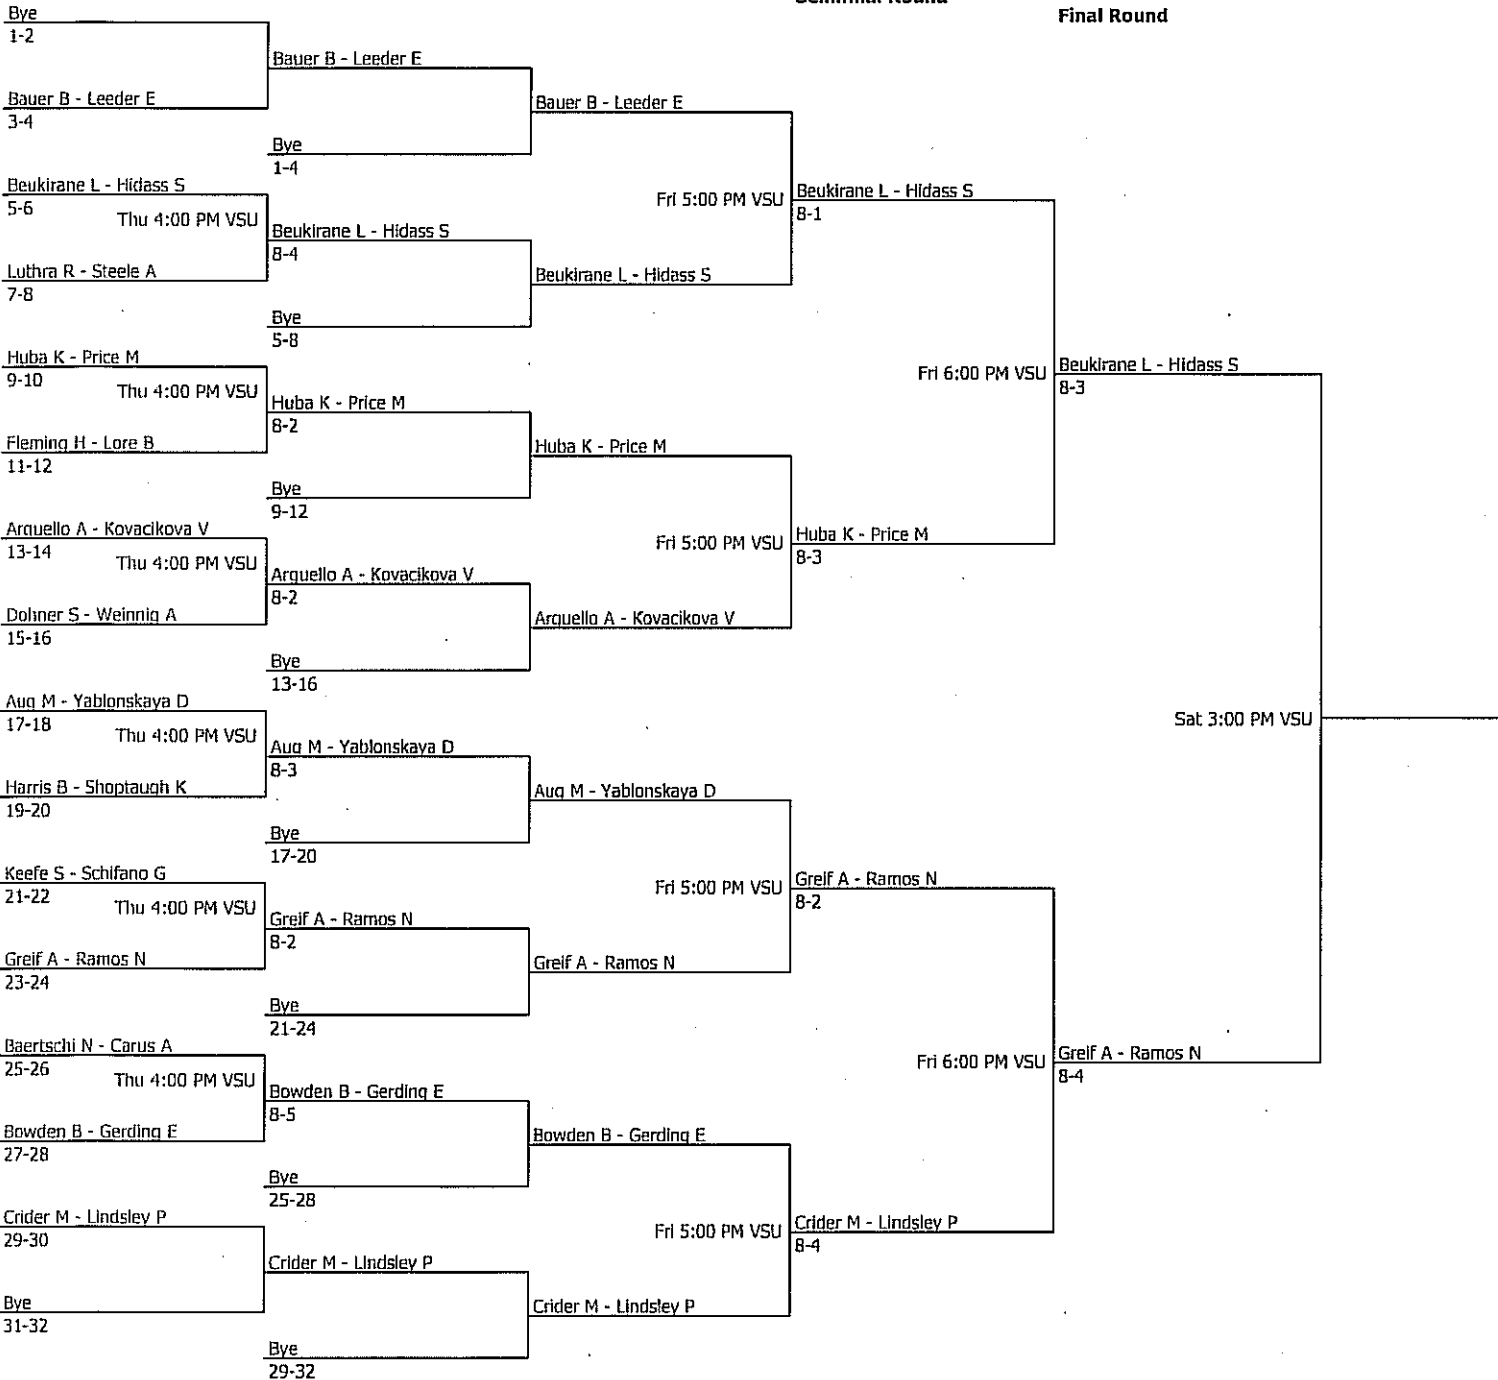 Semifinal Round
Final Round
Bye
1-2
Bauer B - Leeder E
3-4
Beukirane L - Hidass S
5-6
Thu 4:00 PM VSU
Luthra R - Steele A
7-8
Huba K - Price M
9-10
Thu 4:00 PM VSU
Fleming H - Lore B
11-12
Arguello A - Kovacikova V
13-14
Thu 4:00 PM VSU
Dohner S - Weinnig A
15-16
Aug M - Yablonskaya D
17-18
Thu 4:00 PM VSU
Harris B - Shoptaugh K
19-20
Keefe S - Schifano G
21-22
Thu 4:00 PM VSU
Greif A - Ramos N
23-24
Baertschi N - Carus A
25-26
Thu 4:00 PM VSU
Bowden B - Gerding E
27-28
Crider M - Lindsley P
29-30
Bye
31-32
Bauer B - Leeder E
Bye
1-4
Beukirane L - Hidass S
8-4
Bye
5-8
Huba K - Price M
8-2
Bye
9-12
Arguello A - Kovacikova V
8-2
Bye
13-16
Aug M - Yablonskaya D
8-3
Bye
17-20
Greif A - Ramos N
8-2
Bye
21-24
Bowden B - Gerding E
8-5
Bye
25-28
Crider M - Lindsley P
Bye
29-32
Bauer B - Leeder E
Fri 5:00 PM VSU
Beukirane L - Hidass S
Huba K - Price M
Fri 5:00 PM VSU
Arguello A - Kovacikova V
Aug M - Yablonskaya D
Fri 5:00 PM VSU
Greif A - Ramos N
Bowden B - Gerding E
Fri 5:00 PM VSU
Crider M - Lindsley P
Beukirane L - Hidass S
8-1
Fri 6:00 PM VSU
Huba K - Price M
8-3
Greif A - Ramos N
8-2
Fri 6:00 PM VSU
Crider M - Lindsley P
8-4
Beukirane L - Hidass S
8-3
Sat 3:00 PM VSU
Greif A - Ramos N
8-4